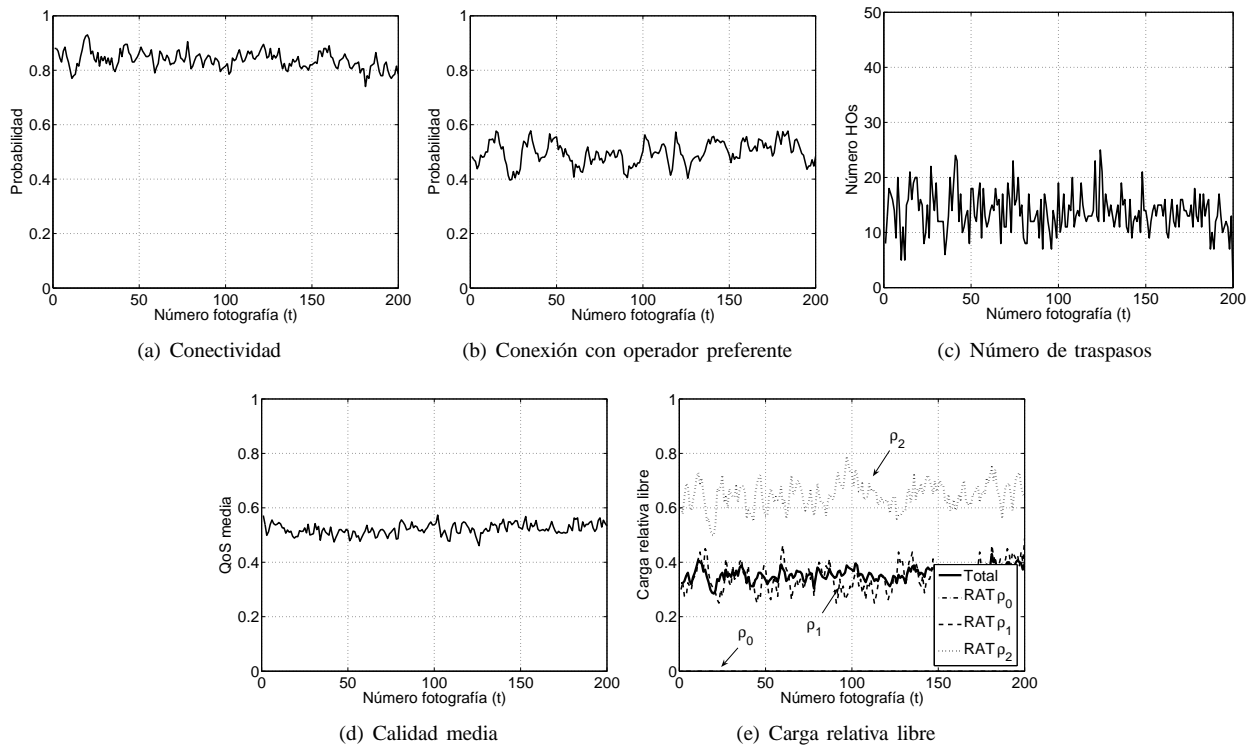 1
0.8
0.6
0.4
0.2
0
Probabilidad
0 50 100 150 200
Número fotografía (t)
(a) Conectividad
1
0.8
0.6
0.4
0.2
0
Probabilidad
0 50 100 150 200
Número fotografía (t)
(b) Conexión con operador preferente
50
40
30
20
10
0
Número HOs
0 50 100 150 200
Número fotografía (t)
(c) Número de traspasos
1
0.8
0.6
0.4
0.2
0
QoS media
0 50 100 150 200
Número fotografía (t)
(d) Calidad media
1
0.8
0.6
0.4
0.2
0
Carga relativa libre
ρ2
ρ1
ρ0
Total
RAT ρ0
RAT ρ1
RAT ρ2
0 50 100 150 200
Número fotografía (t)
(e) Carga relativa libre